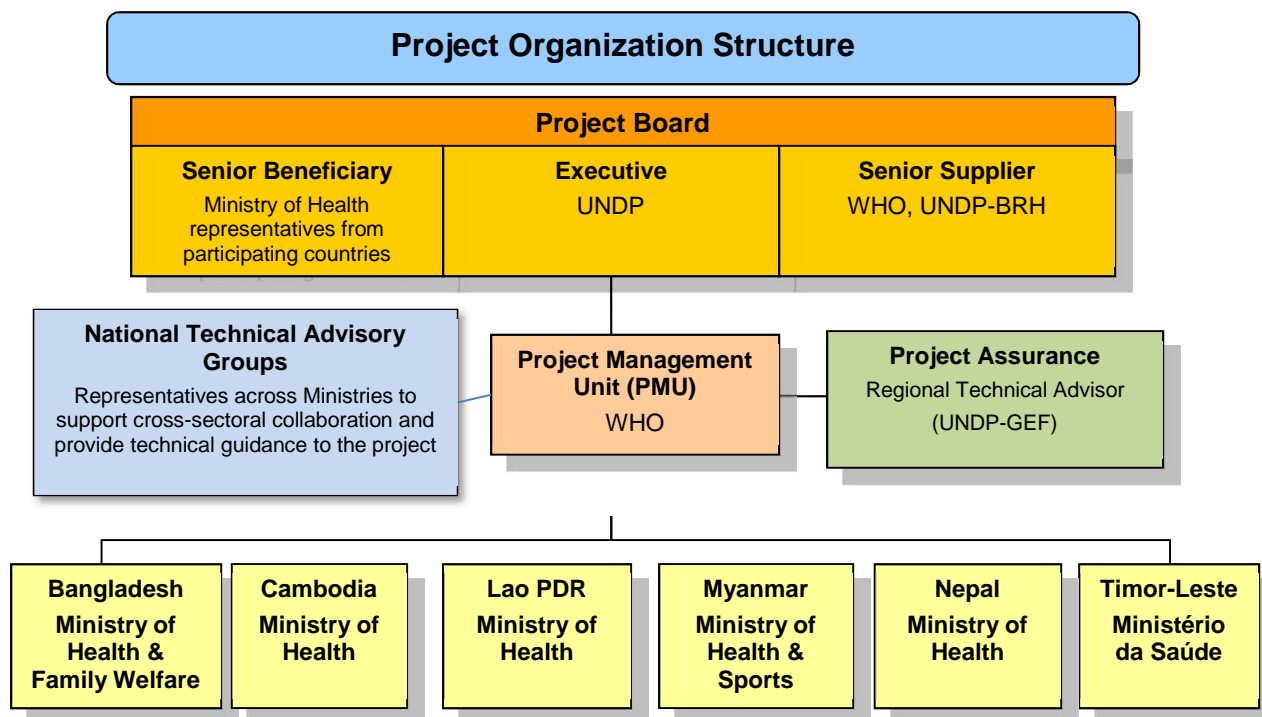 Project Organization Structure
Project Board
Senior Beneficiary
Ministry of Health
representatives from
participating countries
Executive
UNDP
Senior Supplier
WHO, UNDP-BRH
National Technical Advisory
Groups
Representatives across Ministries to
support cross-sectoral collaboration and
provide technical guidance to the project
Project Management
Unit (PMU)
WHO
Project Assurance
Regional Technical Advisor
(UNDP-GEF)
Bangladesh
Ministry of
Health &
Family Welfare
Cambodia
Ministry of
Health
Lao PDR
Ministry of
Health
Myanmar
Ministry of
Health &
Sports
Nepal
Ministry of
Health
Timor-Leste
Ministério
da Saúde